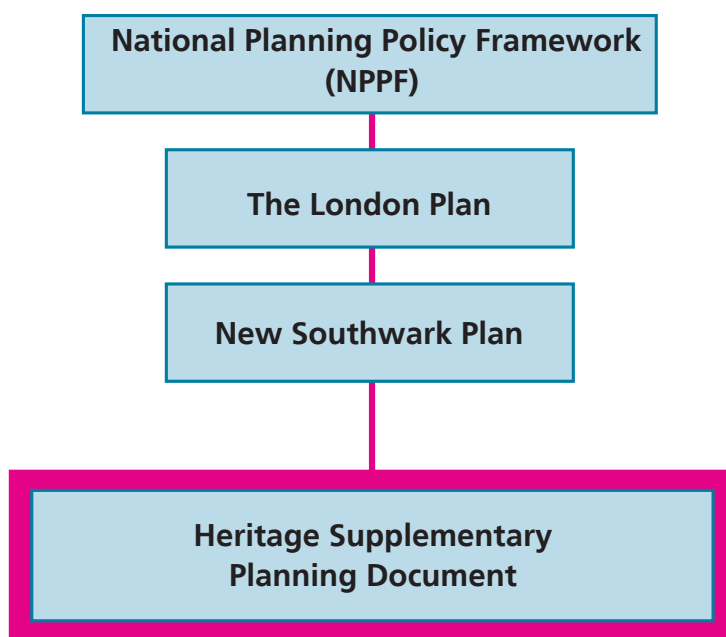 National Planning Policy Framework
(NPPF)
The London Plan
New Southwark Plan
Heritage Supplementary
Planning Document